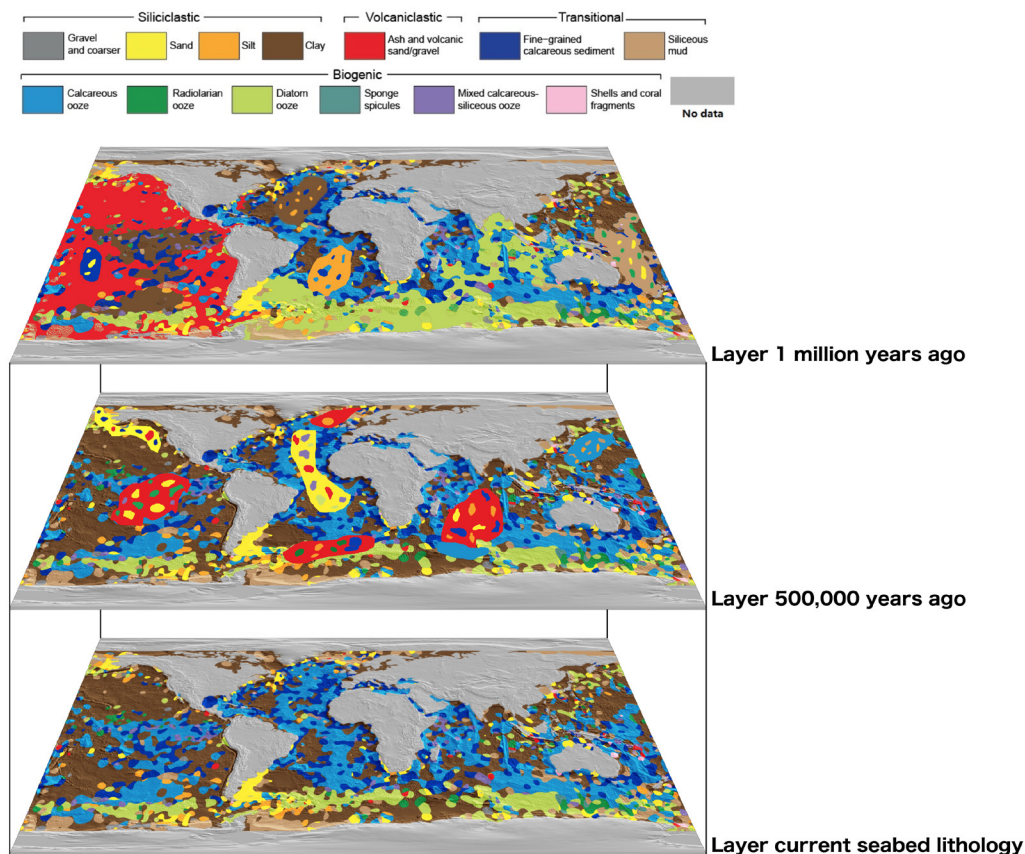 Siliciclastic
Volcaniclastic
Transitional
Gravel
and coarser
Sand
Silt
Clay
Ash and volcanic
sand/gravel
Fine-grained
calcareous sediment
Siliceous
mud
Biogenic
Calcareous
ooze
Radiolarian
ooze
Diatom
ooze
Sponge
spicules
Mixed calcareous-
siliceous ooze
Shells and coral
fragments
No data
Layer 1 million years ago
Layer 500,000 years ago
Layer current seabed lithology